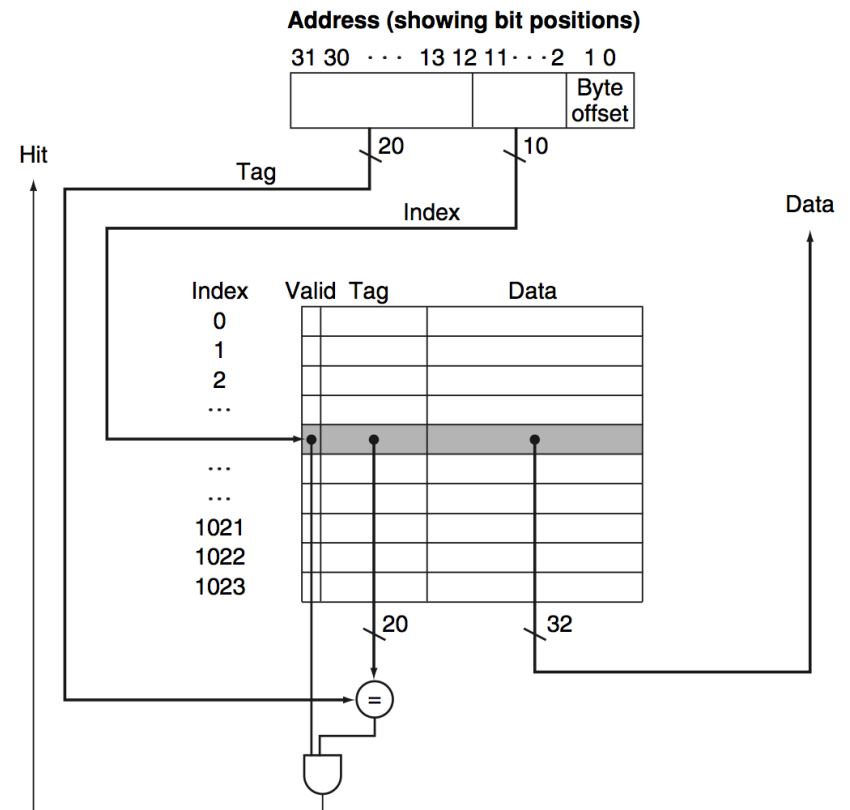 Address (showing bit positions)
31 30 ··· 13 12 11 ··· 2 1 0
Byte
offset
20
10
Hit
Tag
Index
Data
Index Valid Tag Data
0
1
2
...
...
...
1021
1022
1023
20
32
=